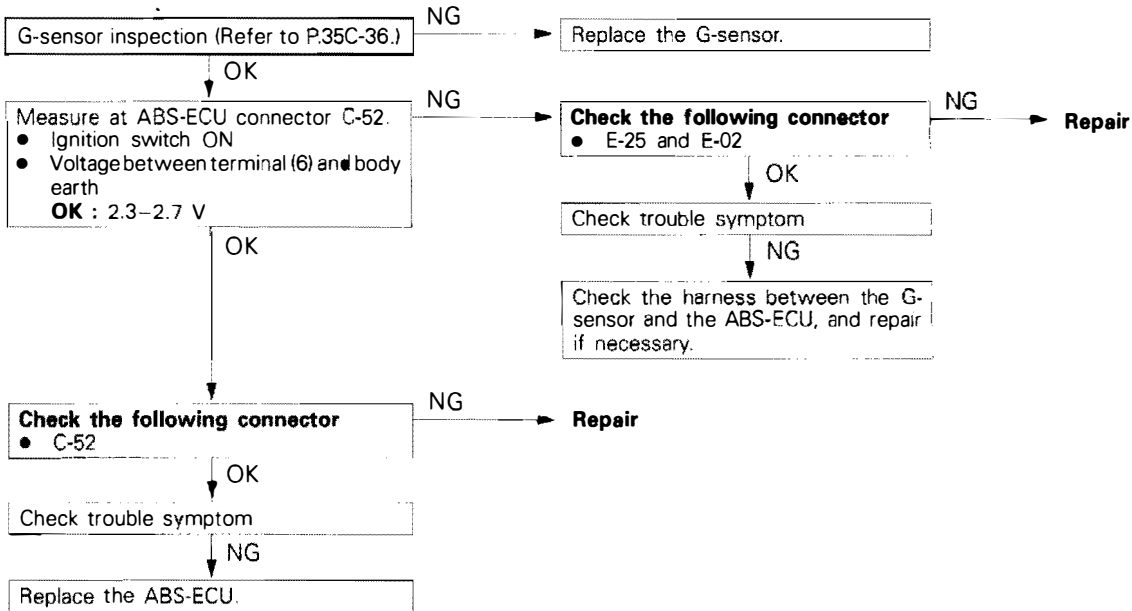 G-sensor inspection (Refer to P.35C-36.)
NG
Replace the G-sensor.
OK
Measure at ABS-ECU connector C-52.
● Ignition switch ON
● Voltage between terminal (6) and body
earth
OK : 2.3–2.7 V
NG
Check the following connector
● E-25 and E-02
NG
Repair
OK
Check trouble symptom
NG
Check the harness between the G-
sensor and the ABS-ECU, and repair
if necessary.
OK
Check the following connector
● C-52
NG
Repair
OK
Check trouble symptom
NG
Replace the ABS-ECU.